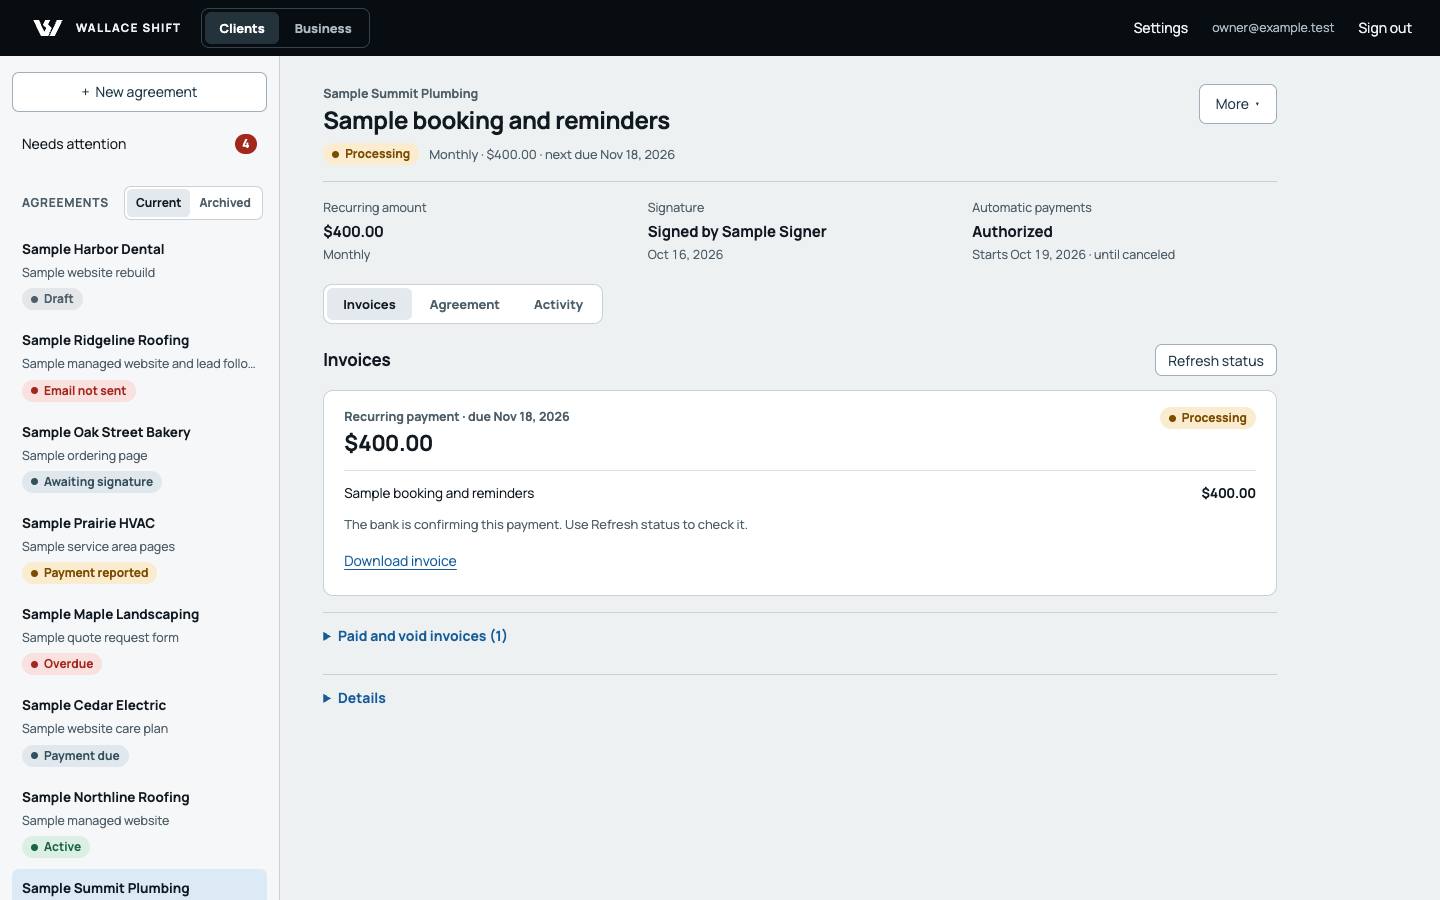 WALLACE SHIFT
Clients
Business
Settings
owner@example.test
Sign out
+ New agreement
Needs attention
4
AGREEMENTS
Current
Archived
Sample Harbor Dental
Sample website rebuild
Draft
Sample Ridgeline Roofing
Sample managed website and lead follo...
Email not sent
Sample Oak Street Bakery
Sample ordering page
Awaiting signature
Sample Prairie HVAC
Sample service area pages
Payment reported
Sample Maple Landscaping
Sample quote request form
Overdue
Sample Cedar Electric
Sample website care plan
Payment due
Sample Northline Roofing
Sample managed website
Active
Sample Summit Plumbing
Sample Summit Plumbing
Sample booking and reminders
More
Processing
Monthly · $400.00 · next due Nov 18, 2026
Recurring amount
$400.00
Monthly
Signature
Signed by Sample Signer
Oct 16, 2026
Automatic payments
Authorized
Starts Oct 19, 2026 · until canceled
Invoices
Agreement
Activity
Invoices
Refresh status
Recurring payment · due Nov 18, 2026
Processing
$400.00
Sample booking and reminders
$400.00
The bank is confirming this payment. Use Refresh status to check it.
Download invoice
Paid and void invoices (1)
Details